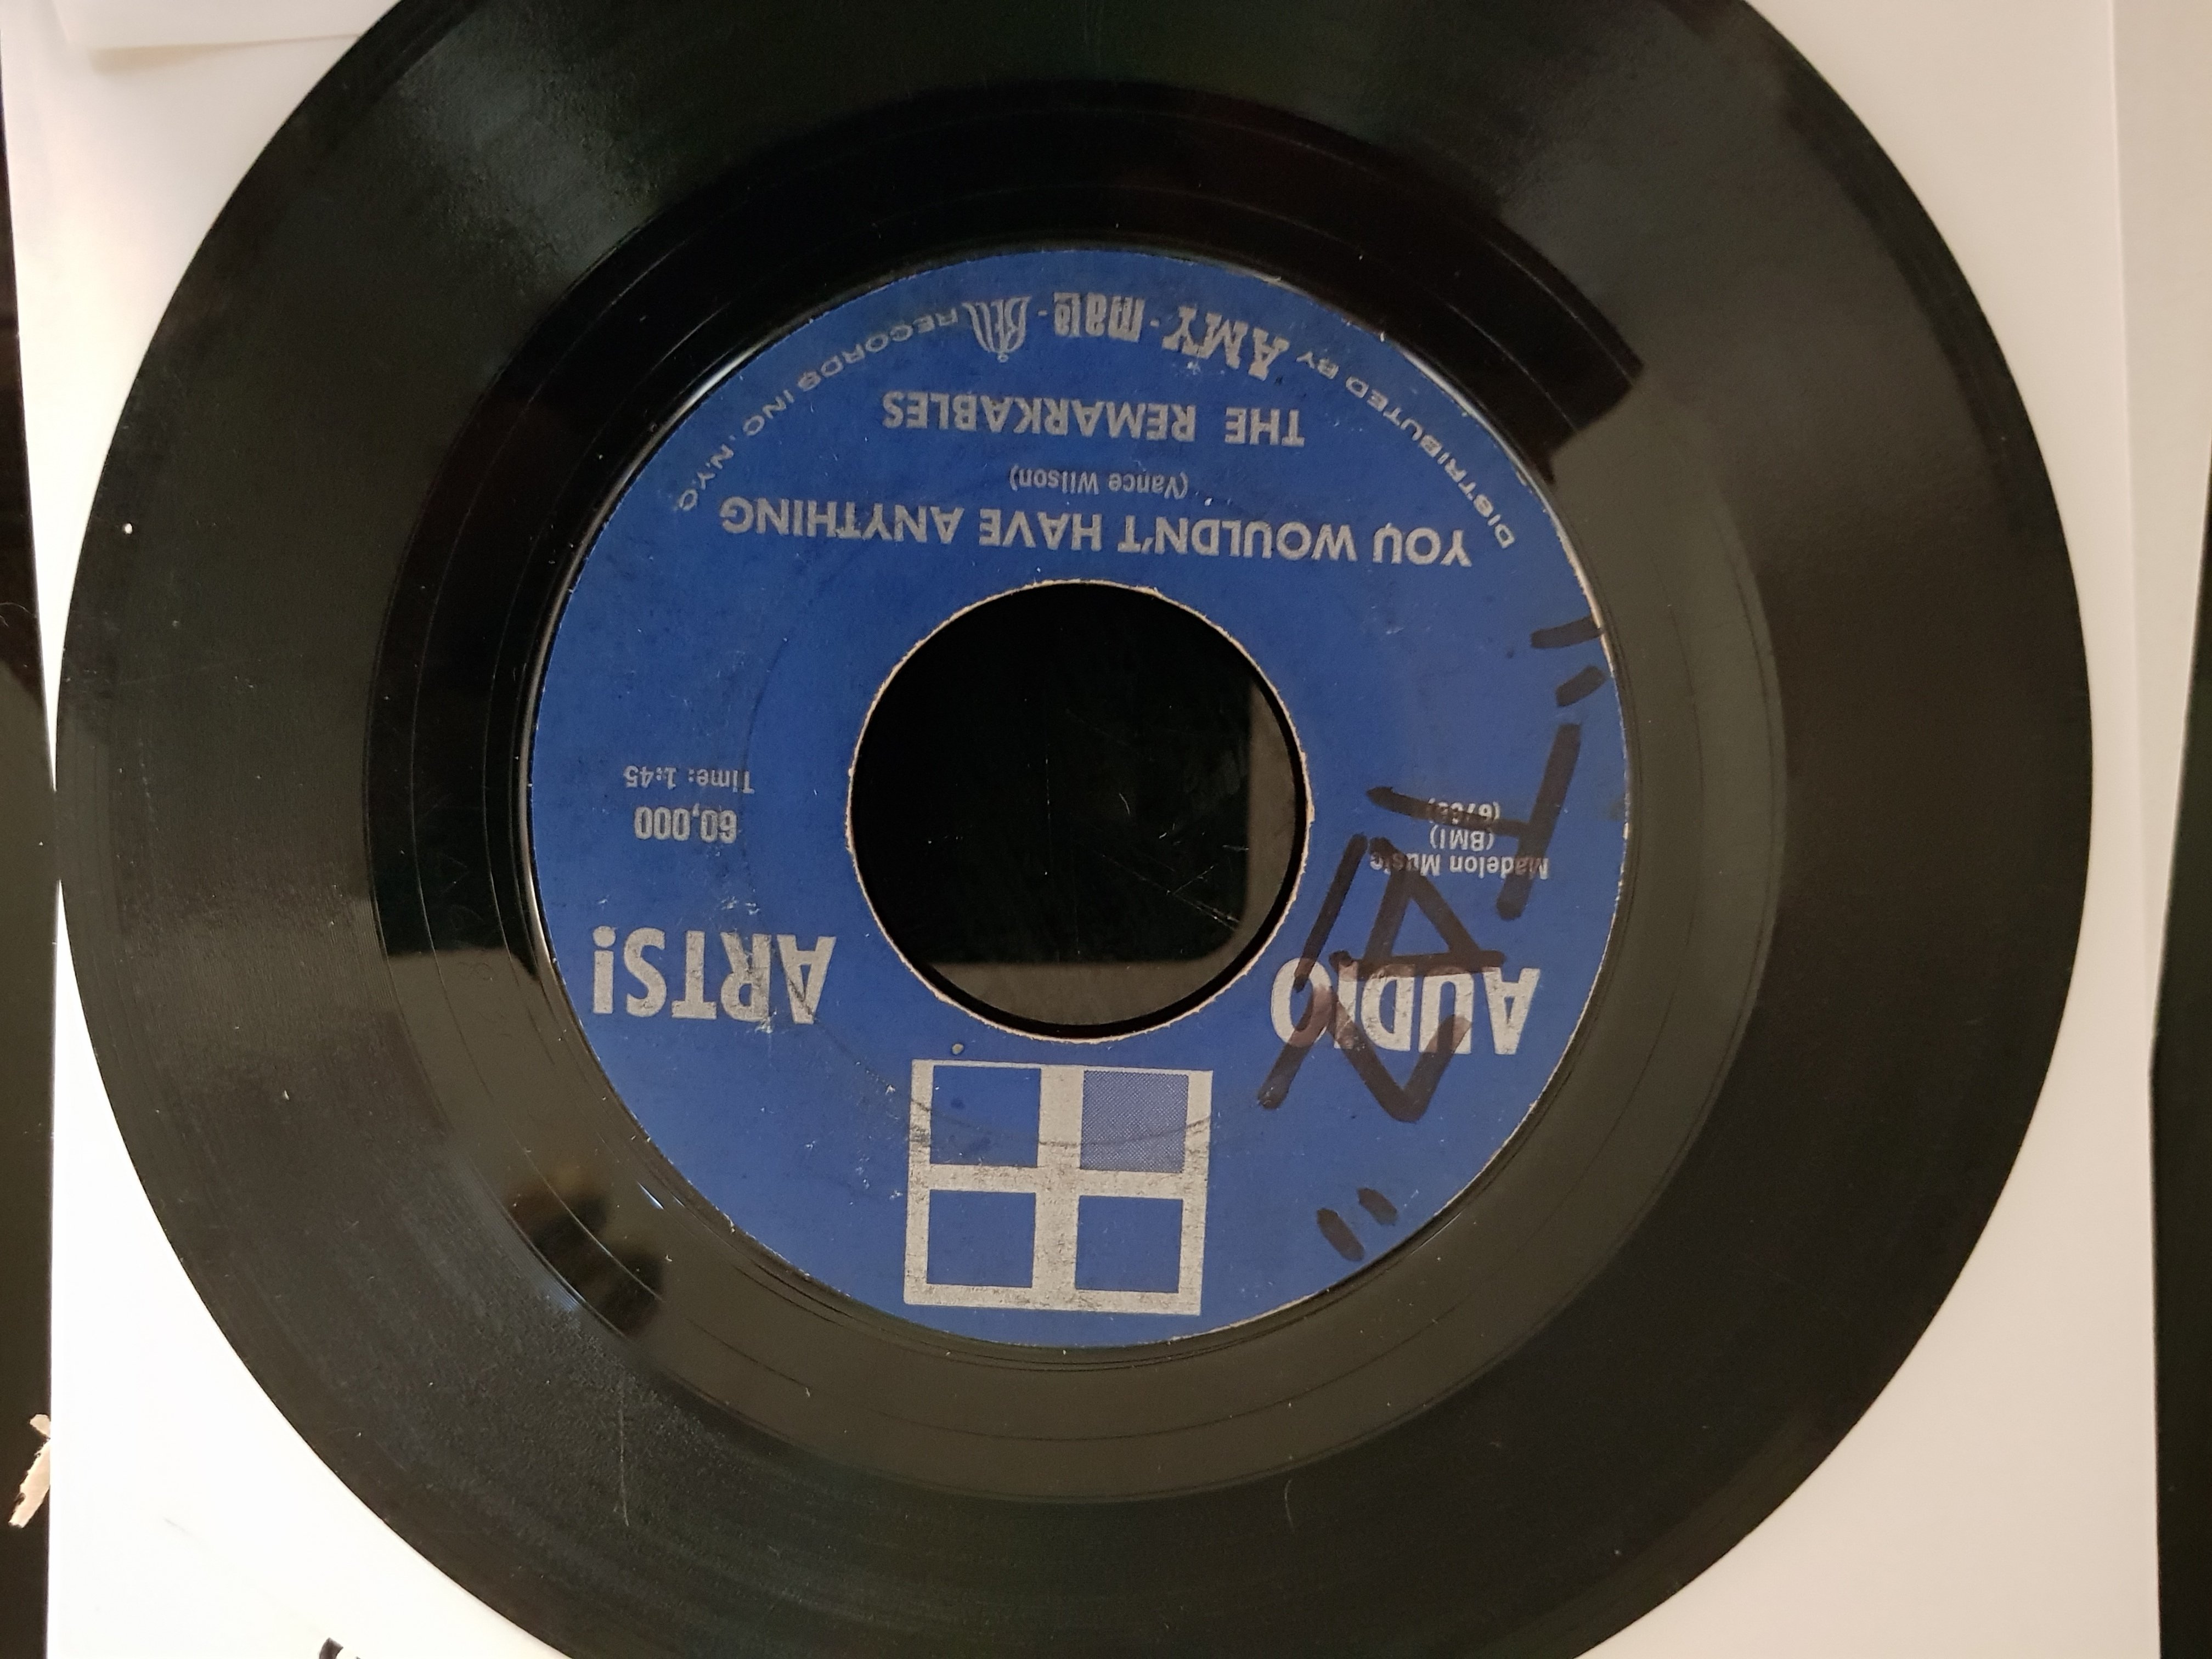 AUDIO ARTS!
Madelon Music
(BMI)
60,000
Time: 1:45
YOU WOULDN'T HAVE ANYTHING
(Vance Wilson)
THE REMARKABLES
DISTRIBUTED BY AMY - mala - Bell RECORDS INC. N.Y.C.